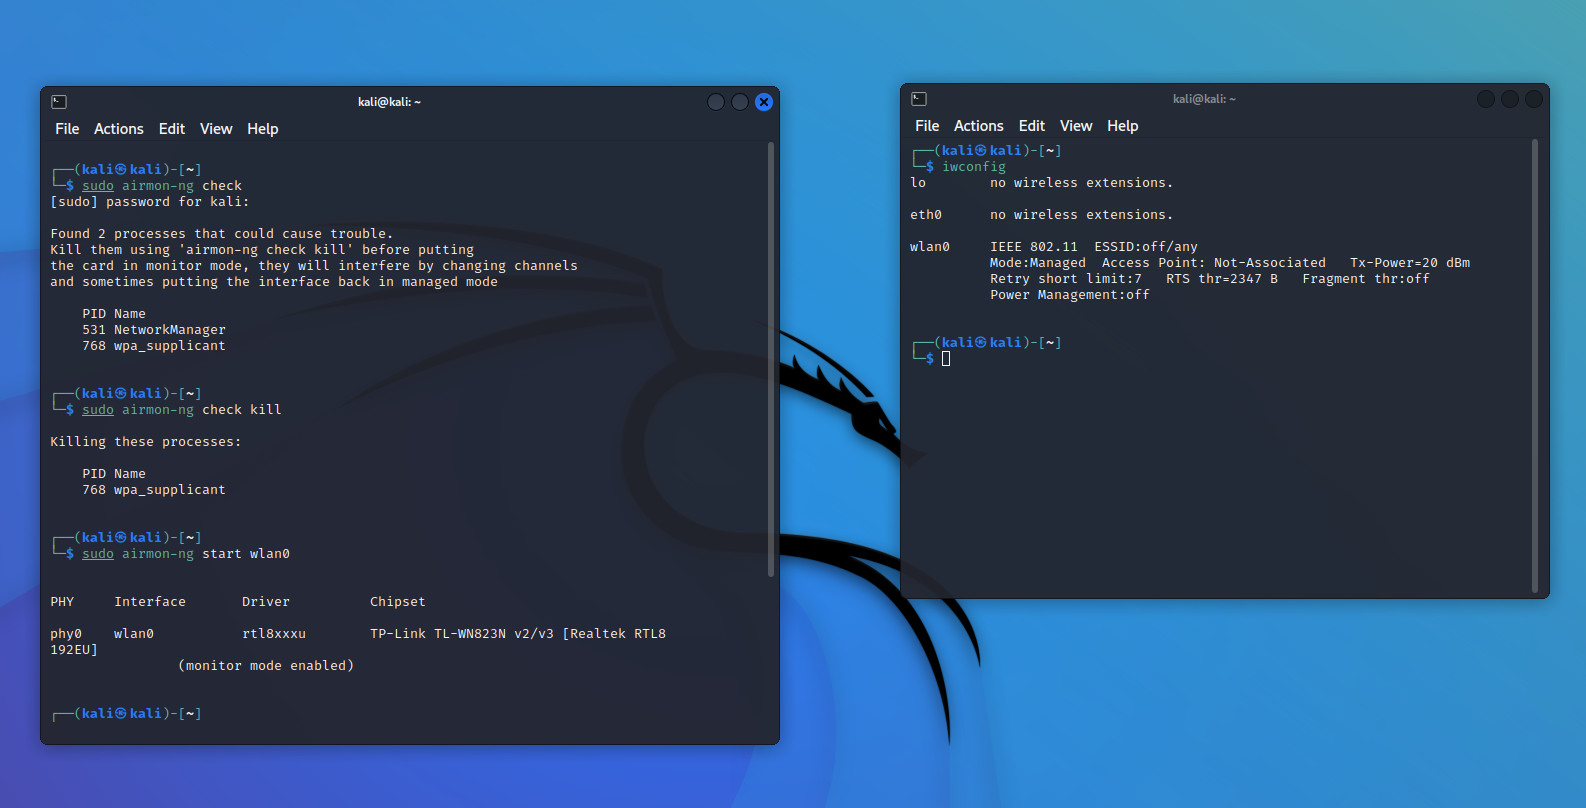 kali@kali: ~
File Actions Edit View Help
┌──(kali㉿kali)-[~]
└─$ sudo airmon-ng check
[sudo] password for kali:
Found 2 processes that could cause trouble.
Kill them using 'airmon-ng check kill' before putting
the card in monitor mode, they will interfere by changing channels
and sometimes putting the interface back in managed mode
PID Name
531 NetworkManager
768 wpa_supplicant
┌──(kali㉿kali)-[~]
└─$ sudo airmon-ng check kill
Killing these processes:
PID Name
768 wpa_supplicant
┌──(kali㉿kali)-[~]
└─$ sudo airmon-ng start wlan0
PHY Interface Driver Chipset
phy0 wlan0 rtl8xxxu TP-Link TL-WN823N v2/v3 [Realtek RTL8
192EU]
(monitor mode enabled)
┌──(kali㉿kali)-[~]
kali@kali: ~
File Actions Edit View Help
┌──(kali㉿kali)-[~]
└─$ iwconfig
lo no wireless extensions.
eth0 no wireless extensions.
wlan0 IEEE 802.11 ESSID:off/any
Mode:Managed Access Point: Not-Associated Tx-Power=20 dBm
Retry short limit:7 RTS thr=2347 B Fragment thr:off
Power Management:off
┌──(kali㉿kali)-[~]
└─$